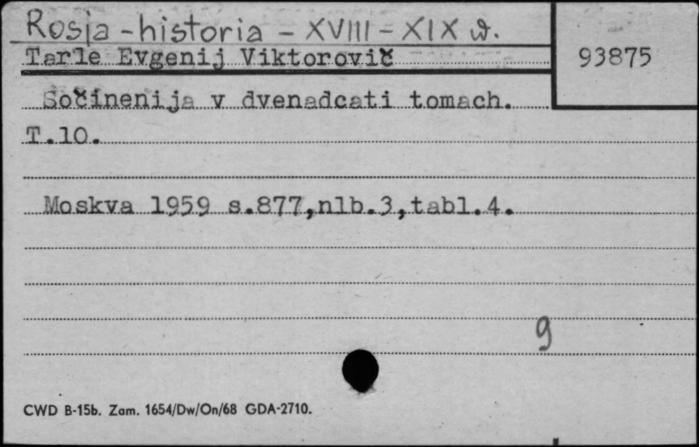 Rosja - historia - XVIII - XIX w.
Tarle Evgenij Viktorovič
93875
Sočinenija v dvenadcati tomach.
T.10.
Moskva 1959 s.877,nlb.3,tabl.4.
9
CWD B-15b. Zam. 1654/Dw/On/68 GDA-2710.